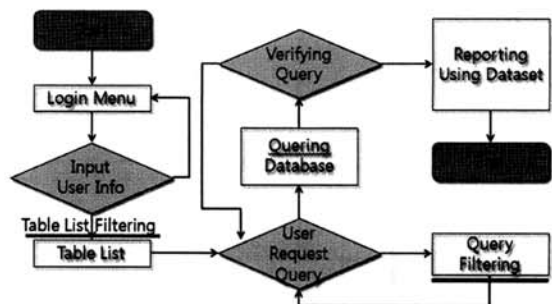 Login Menu
Input
User Info
Table List Filtering
Table List
Verifying
Query
Quering
Database
User
Request
Query
Reporting
Using Dataset
Query
Filtering